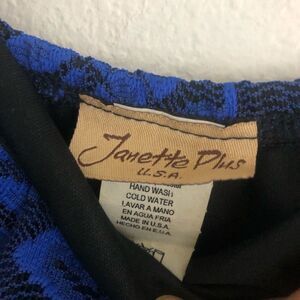 Janette Plus
U.S.A.
HAND WASH
COLD WATER
LAVAR A MANO
EN AGUA FRIA
MADE IN U.S.A.
HECHO EN E.U.A.